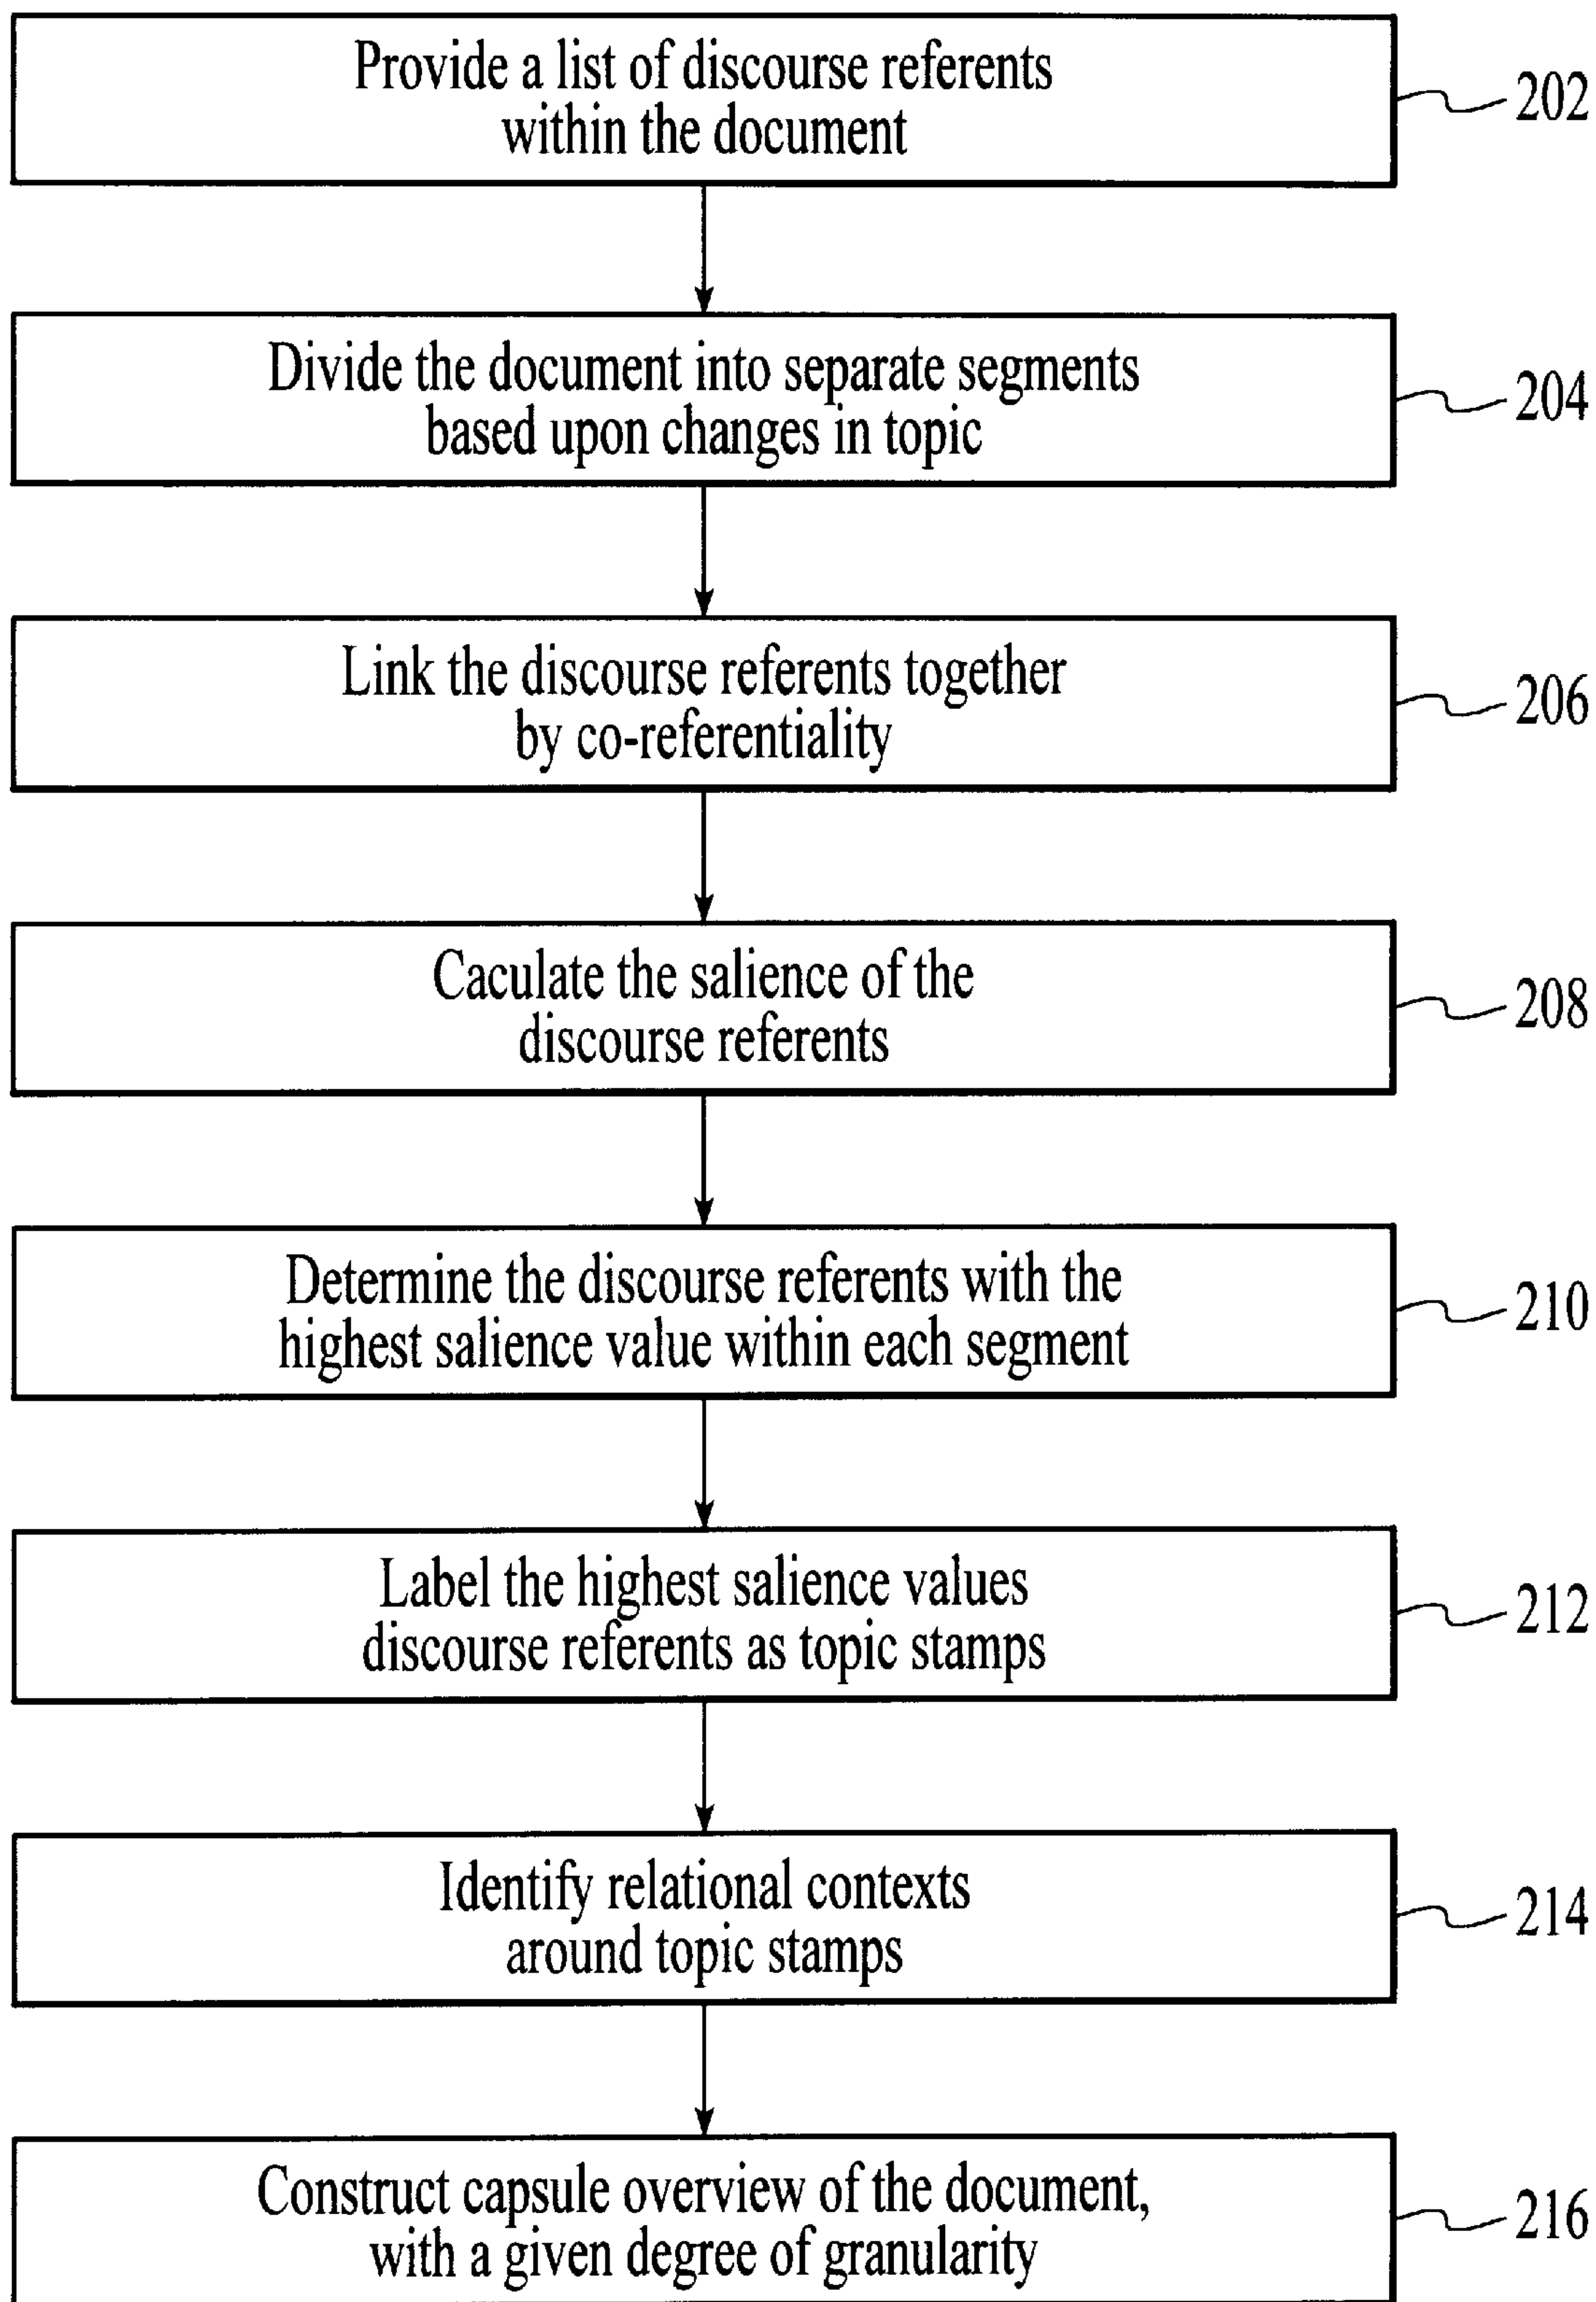 Provide a list of discourse referents
within the document
202
Divide the document into separate segments
based upon changes in topic
204
Link the discourse referents together
by co-referentiality
206
Caculate the salience of the
discourse referents
208
Determine the discourse referents with the
highest salience value within each segment
210
Label the highest salience values
discourse referents as topic stamps
212
Identify relational contexts
around topic stamps
214
Construct capsule overview of the document,
with a given degree of granularity
216